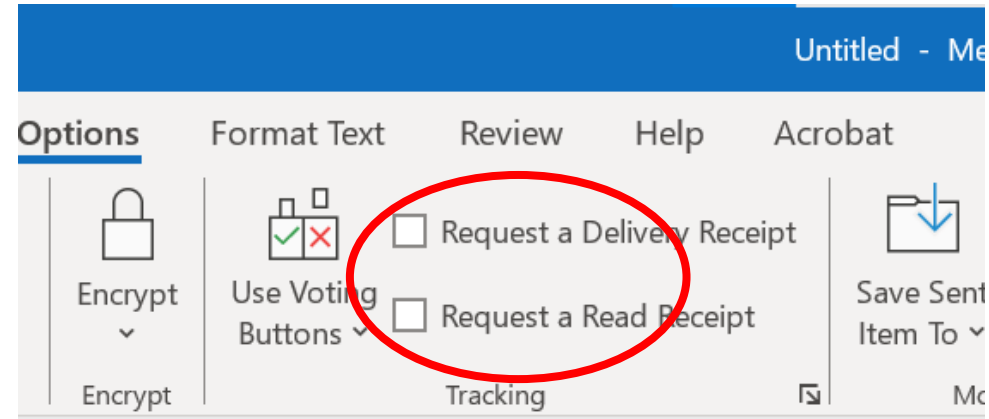 Untitled - Me
Options Format Text Review Help Acrobat
Request a Delivery Receipt
Encrypt Use Voting Buttons Request a Read Receipt Save Sent Item To
Encrypt Tracking Mo